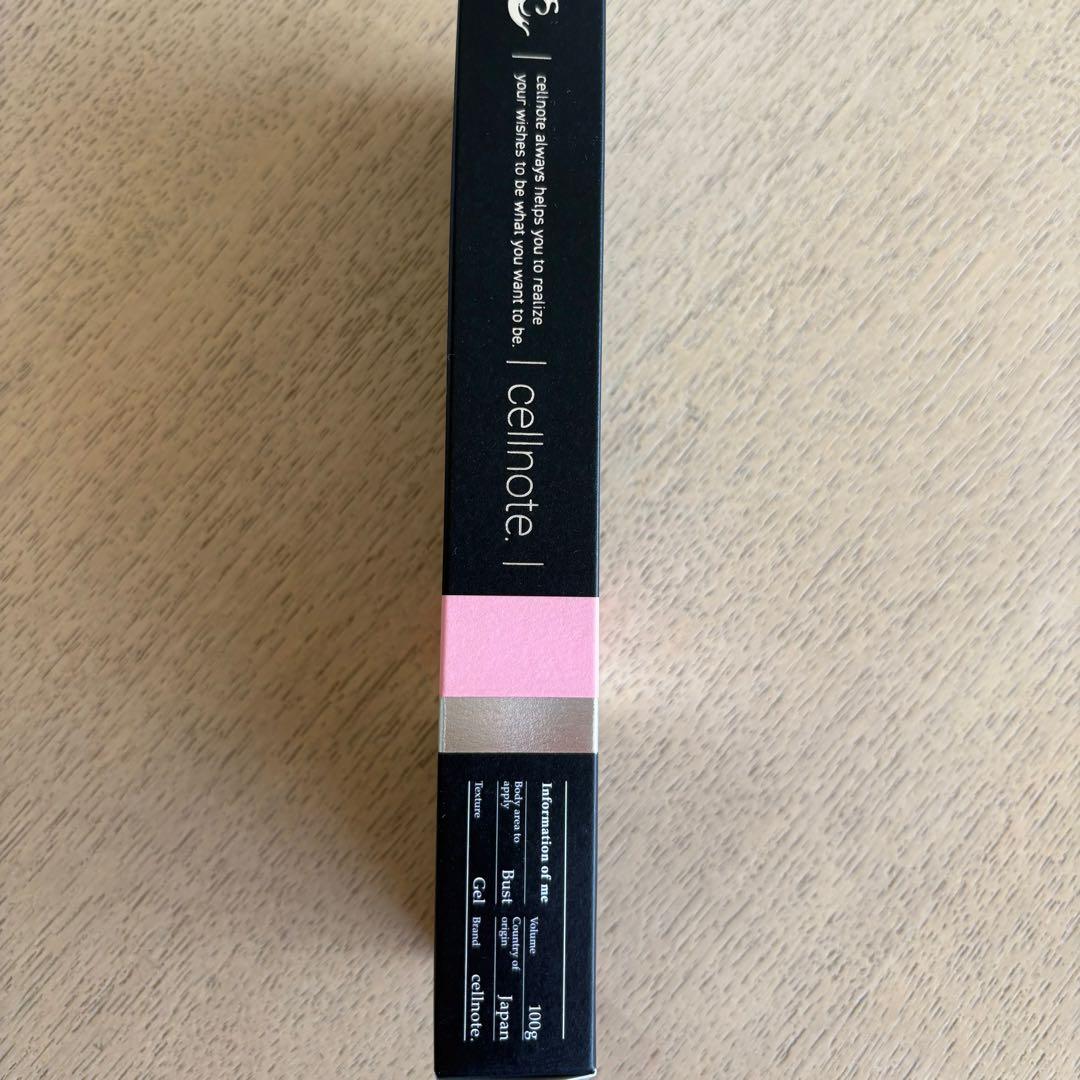 cellnote always helps you to realize
your wishes to be what you want to be.
cellnote.
Information of me
Volume 100g
Body area to apply Bust
Country of origin Japan
Texture Gel
Brand cellnote.